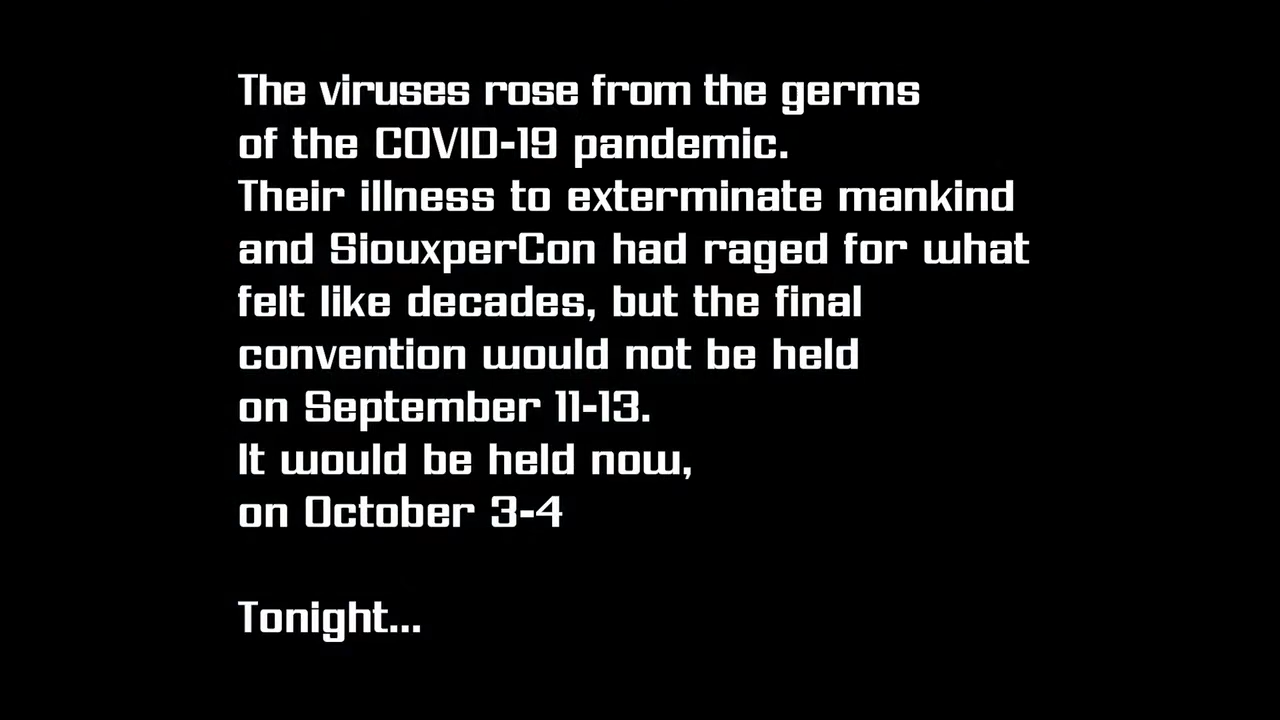 The viruses rose from the germs
of the COVID-19 pandemic.
Their illness to exterminate mankind
and SiouxperCon had raged for what
felt like decades, but the final
convention would not be held
on September 11-13.
It would be held now,
on October 3-4
Tonight...